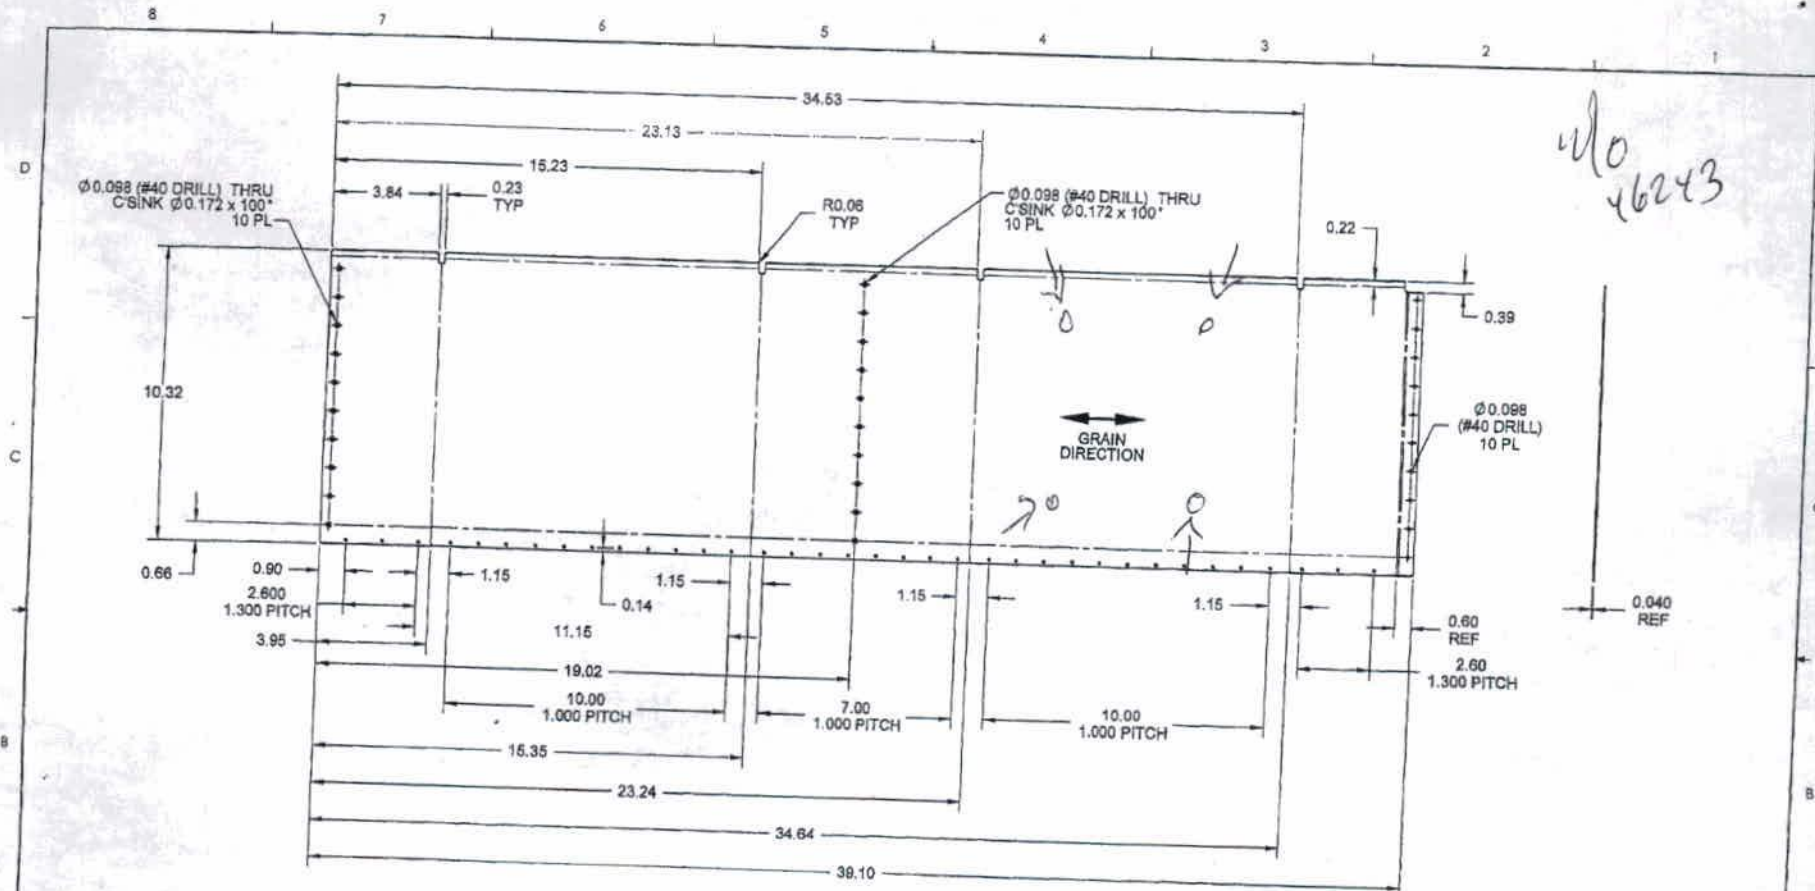 8 7 6 5 4 3 2 1
34.53
23.13
15.23
D
3.84
0.23
TYP
Ø0.098 (#40 DRILL) THRU
C'SINK Ø0.172 x 100°
10 PL
R0.06
TYP
Ø0.098 (#40 DRILL) THRU
C'SINK Ø0.172 x 100°
10 PL
W/O
46243
0.22
0.39
10.32
GRAIN
DIRECTION
Ø0.098
(#40 DRILL)
10 PL
C
0.66
0.90
2.600
1.300 PITCH
3.95
1.15
0.14
1.15
1.15
1.15
0.60
REF
0.040
REF
11.15
19.02
10.00
1.000 PITCH
7.00
1.000 PITCH
10.00
1.000 PITCH
2.60
1.300 PITCH
B
15.35
23.24
B
34.64
39.10